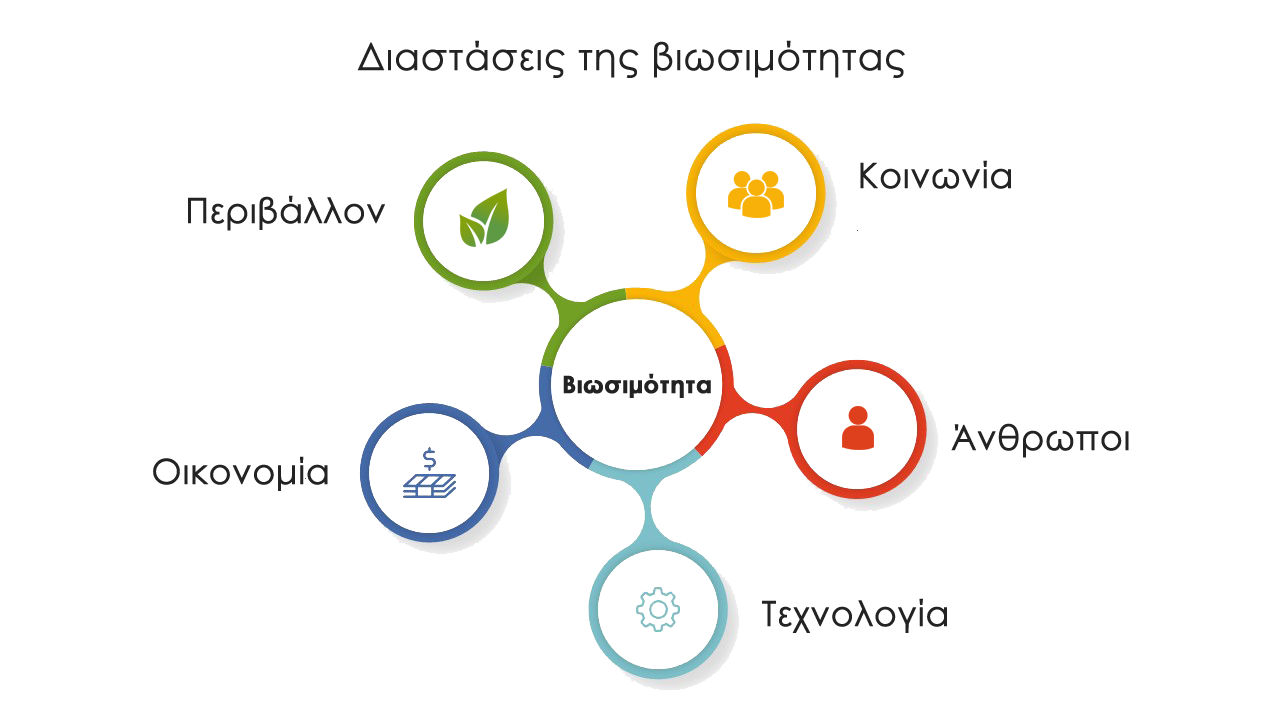 Διαστάσεις της βιωσιμότητας
Κοινωνία
Περιβάλλον
Βιωσιμότητα
Άνθρωποι
Οικονομία
$
Τεχνολογία